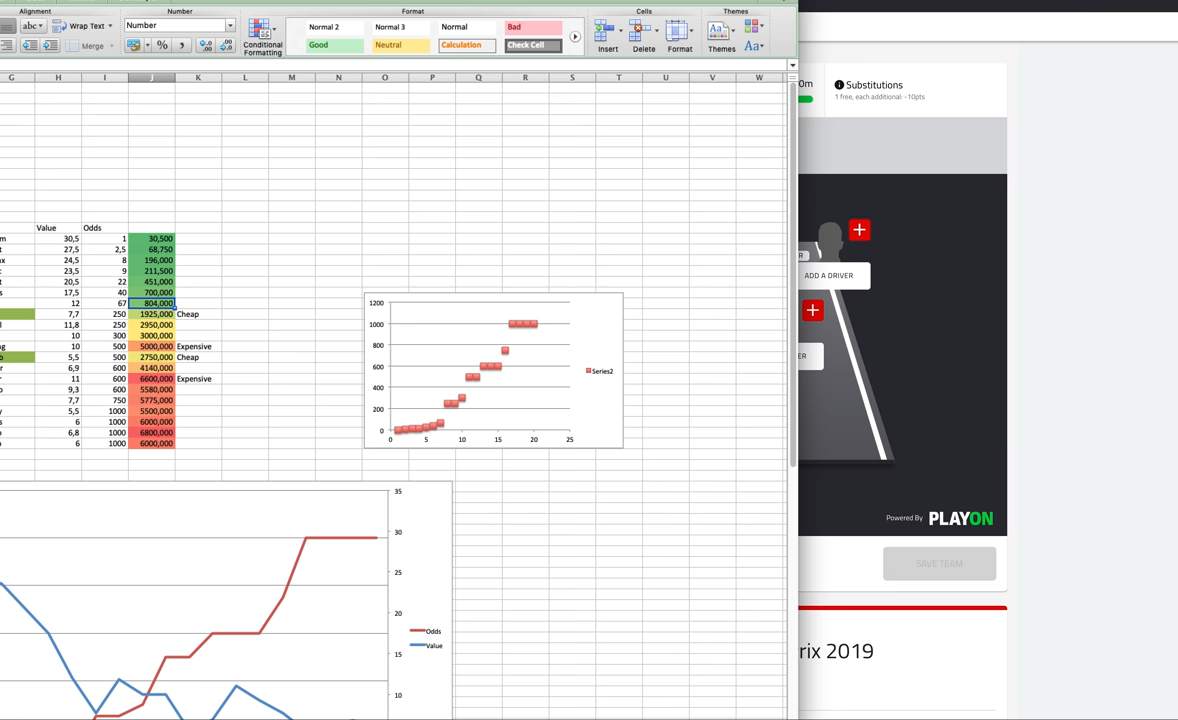 Alignment Number Format Cells Themes
abc Wrap Text Number Normal 2 Normal 3 Normal Bad
Merge % Conditional Formatting Good Neutral Calculation Check Cell Insert Delete Format Themes Aa
G H I J K L M N O P Q R S T U V W
Value Odds
m 30,5 1 30,500
t 27,5 2,5 68,750
x 24,5 8 196,000
c 23,5 9 211,500
t 20,5 22 451,000
s 17,5 40 700,000
12 67 804,000
7,7 250 1925,000 Cheap
l 11,8 250 2950,000
10 300 3000,000
g 10 500 5000,000 Expensive
5,5 500 2750,000 Cheap
r 6,9 600 4140,000
r 11 600 6600,000 Expensive
o 9,3 600 5580,000
7,7 750 5775,000
y 5,5 1000 5500,000
s 6 1000 6000,000
o 6,8 1000 6800,000
o 6 1000 6000,000
1200
1000
800
600
400
200
0
0 5 10 15 20 25
Series2
35
30
25
20
15
10
Odds
Value
0m
Substitutions
1 free, each additional: -10pts
R
ADD A DRIVER
ER
Powered By PLAYON
SAVE TEAM
rix 2019